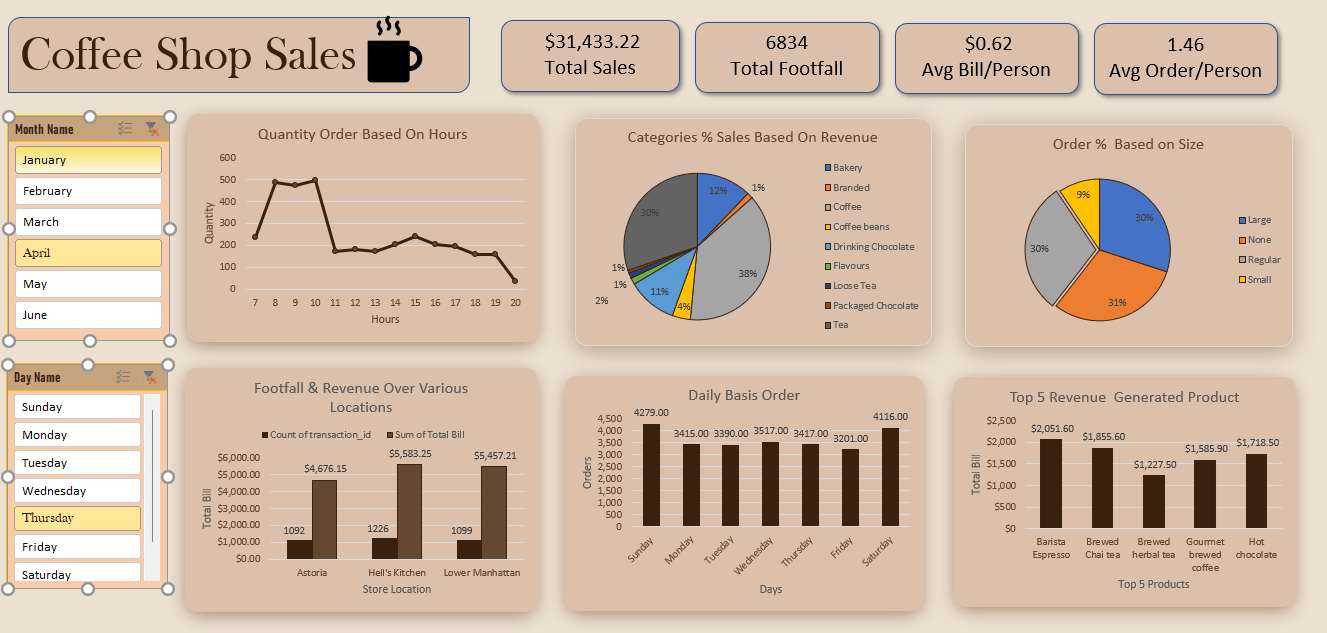 Coffee Shop Sales
$31,433.22
Total Sales
6834
Total Footfall
$0.62
Avg Bill/Person
1.46
Avg Order/Person
Month Name
January
February
March
April
May
June
Day Name
Sunday
Monday
Tuesday
Wednesday
Thursday
Friday
Saturday
Quantity Order Based On Hours
600
500
400
300
200
100
0
Quantity
7 8 9 10 11 12 13 14 15 16 17 18 19 20
Hours
Categories % Sales Based On Revenue
12%
1%
38%
4%
11%
2%
1%
1%
30%
Bakery
Branded
Coffee
Coffee beans
Drinking Chocolate
Flavours
Loose Tea
Packaged Chocolate
Tea
Order % Based on Size
30%
31%
30%
9%
Large
None
Regular
Small
Footfall & Revenue Over Various
Locations
Count of transaction_id
Sum of Total Bill
$6,000.00
$5,000.00
$4,000.00
$3,000.00
$2,000.00
$1,000.00
$0.00
Total Bill
1092
$4,676.15
1226
$5,583.25
1099
$5,457.21
Astoria
Hell's Kitchen
Lower Manhattan
Store Location
Daily Basis Order
4,500
4,000
3,500
3,000
2,500
2,000
1,500
1,000
500
0
Orders
4279.00
3415.00
3390.00
3517.00
3417.00
3201.00
4116.00
Sunday
Monday
Tuesday
Wednesday
Thursday
Friday
Saturday
Days
Top 5 Revenue Generated Product
$2,500
$2,000
$1,500
$1,000
$500
$0
Total Bill
$2,051.60
$1,855.60
$1,227.50
$1,585.90
$1,718.50
Barista
Espresso
Brewed
Chai tea
Brewed
herbal tea
Gourmet
brewed
coffee
Hot
chocolate
Top 5 Products